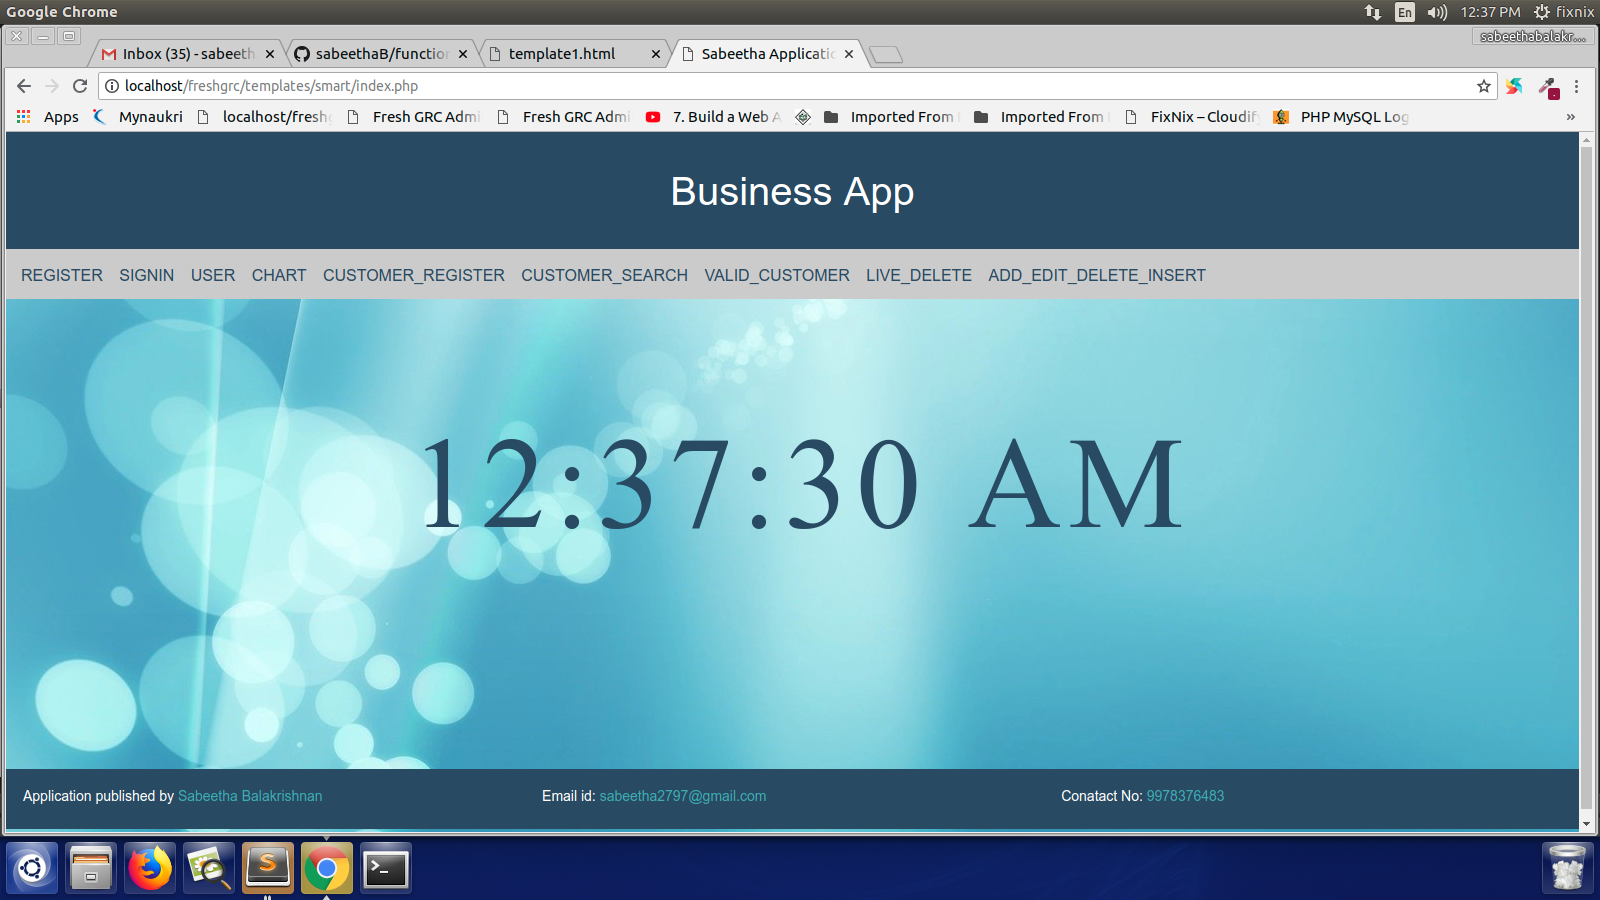 Google Chrome
En
12:37 PM
fixnix
sabeethabalakr...
Inbox (35) - sabeeth
sabeethaB/function
template1.html
Sabeetha Applicatio
localhost/freshgrc/templates/smart/index.php
Apps
Mynaukri
localhost/fresh
Fresh GRC Admi
Fresh GRC Admi
7. Build a Web A
Imported From
Imported From
FixNix – Cloudify
PHP MySQL Log
»
Business App
REGISTER SIGNIN USER CHART CUSTOMER_REGISTER CUSTOMER_SEARCH VALID_CUSTOMER LIVE_DELETE ADD_EDIT_DELETE_INSERT
12:37:30 AM
Application published by Sabeetha Balakrishnan
Email id: sabeetha2797@gmail.com
Conatact No: 9978376483